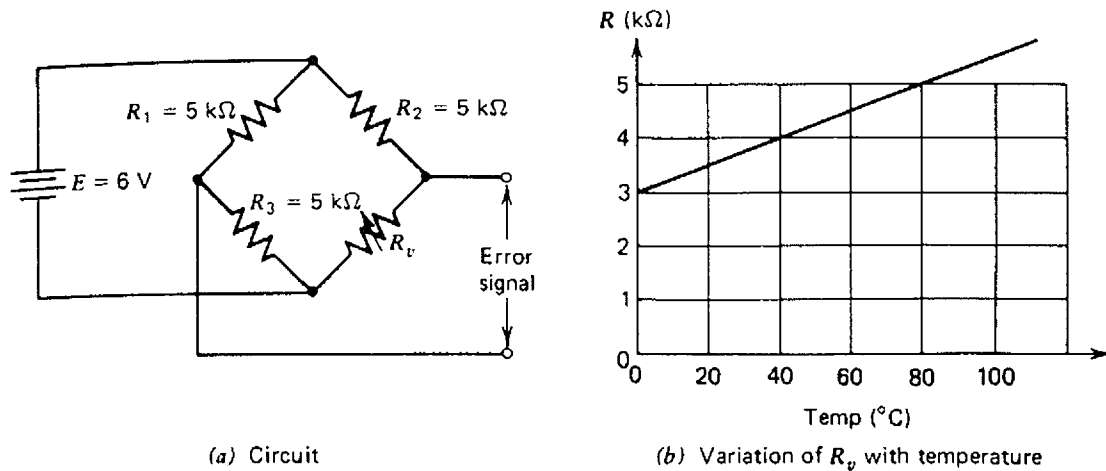 R₁ = 5 kΩ
R₂ = 5 kΩ
E = 6 V
R₃ = 5 kΩ
Rᵥ
Error
signal
(a) Circuit
R (kΩ)
5
4
3
2
1
0
0 20 40 60 80 100
Temp (°C)
(b) Variation of Rᵥ with temperature